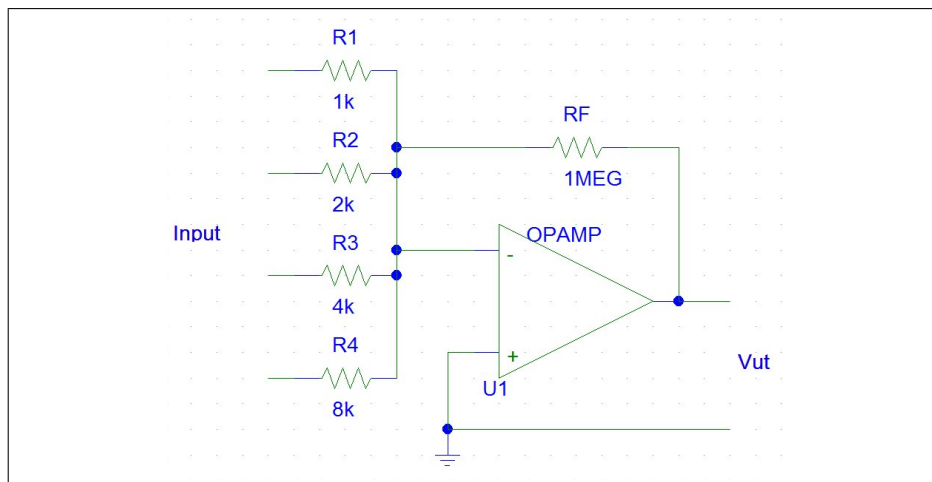 R1
1k
R2
2k
Input
R3
4k
R4
8k
RF
1MEG
OPAMP
-
+
U1
Vut